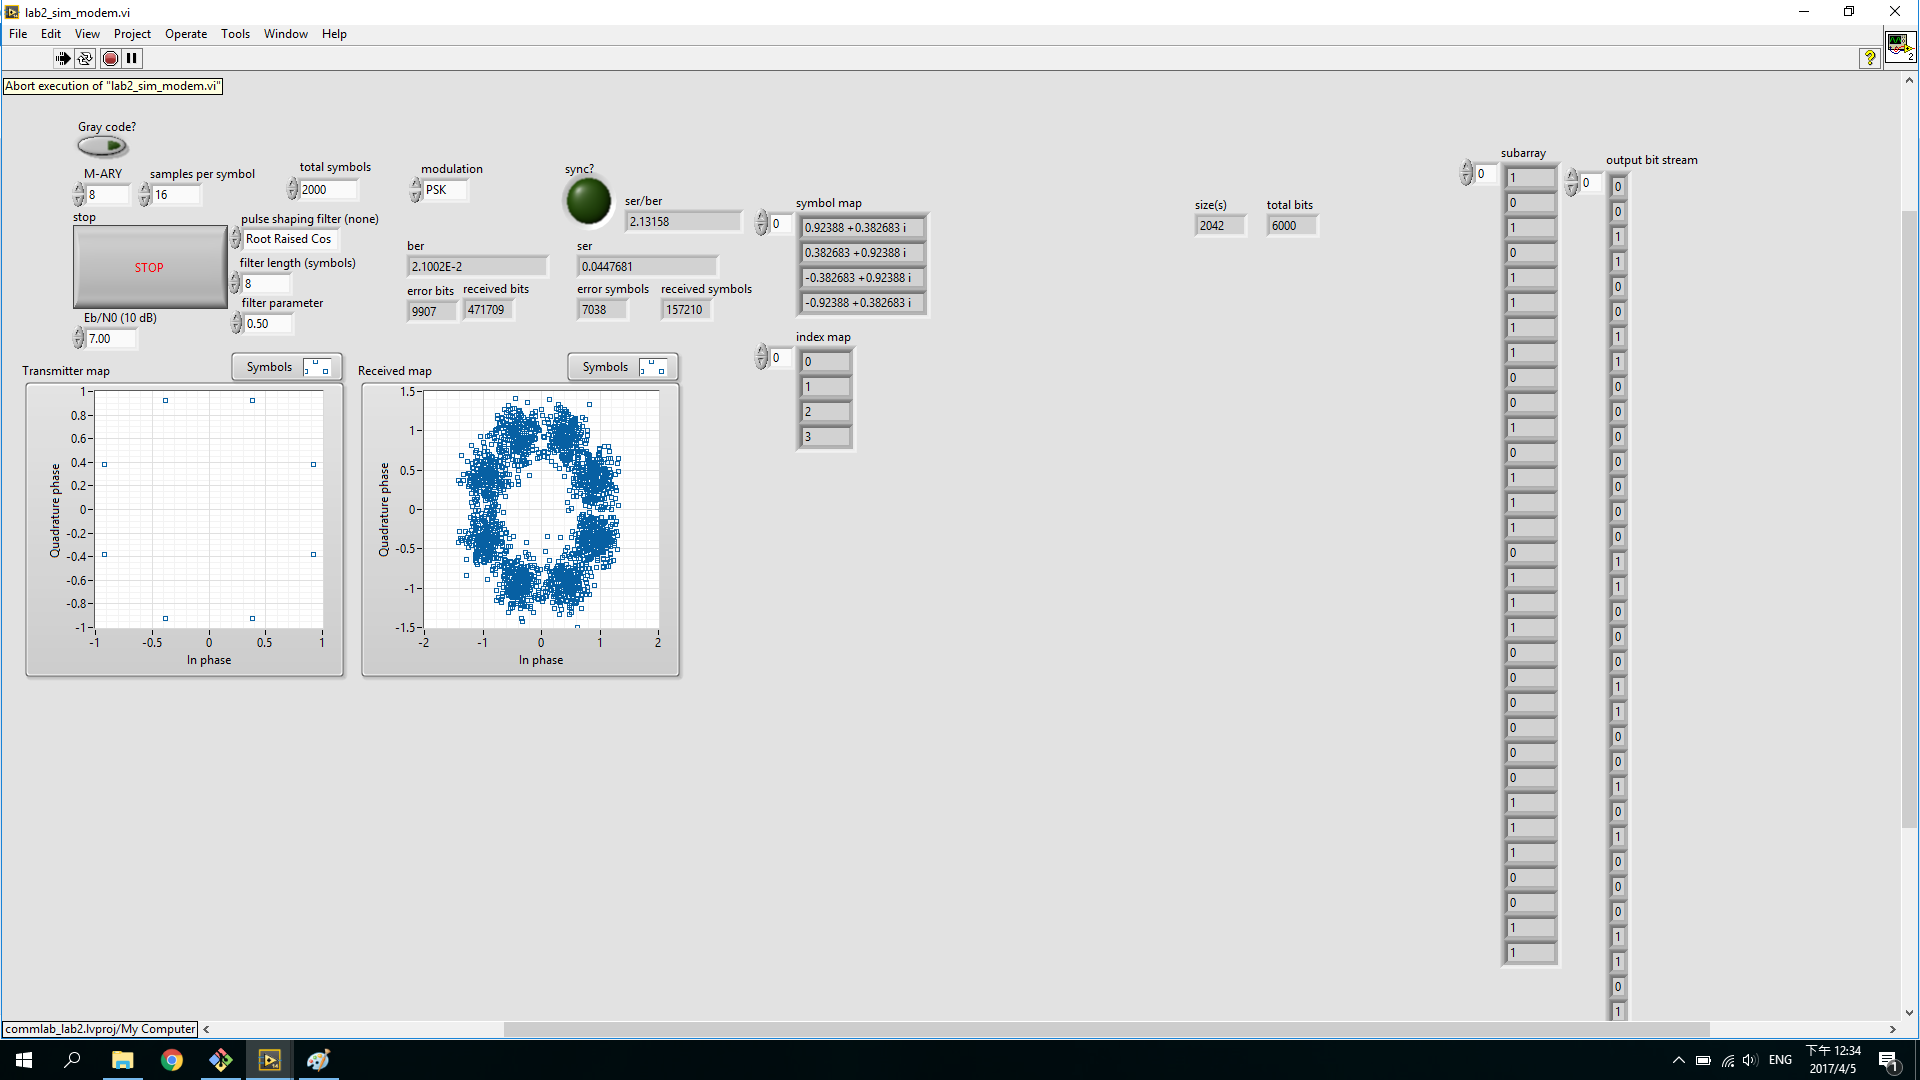 lab2_sim_modem.vi
File Edit View Project Operate Tools Window Help
2
Abort execution of "lab2_sim_modem.vi"
Gray code?
M-ARY
8
samples per symbol
16
total symbols
2000
modulation
PSK
sync?
ser/ber
2.13158
stop
STOP
pulse shaping filter (none)
Root Raised Cos
filter length (symbols)
8
filter parameter
0.50
Eb/N0 (10 dB)
7.00
ber
2.1002E-2
error bits
9907
received bits
471709
ser
0.0447681
error symbols
7038
received symbols
157210
symbol map
0
0.92388 +0.382683 i
0.382683 +0.92388 i
-0.382683 +0.92388 i
-0.92388 +0.382683 i
index map
0
0
1
2
3
size(s)
2042
total bits
6000
Transmitter map
Symbols
1
0.8
0.6
0.4
0.2
0
-0.2
-0.4
-0.6
-0.8
-1
Quadrature phase
-1 -0.5 0 0.5 1
In phase
Received map
Symbols
1.5
1
0.5
0
-0.5
-1
-1.5
Quadrature phase
-2 -1 0 1 2
In phase
subarray
0
1
0
1
0
1
1
1
1
0
0
1
0
1
1
1
0
1
1
1
0
0
0
0
0
0
1
1
1
0
0
1
1
output bit stream
0
0
0
1
1
0
0
1
1
0
0
0
0
0
0
0
1
1
0
0
0
1
1
0
0
1
0
1
0
0
0
1
1
0
1
commlab_lab2.lvproj/My Computer
ENG
下午 12:34
2017/4/5
1